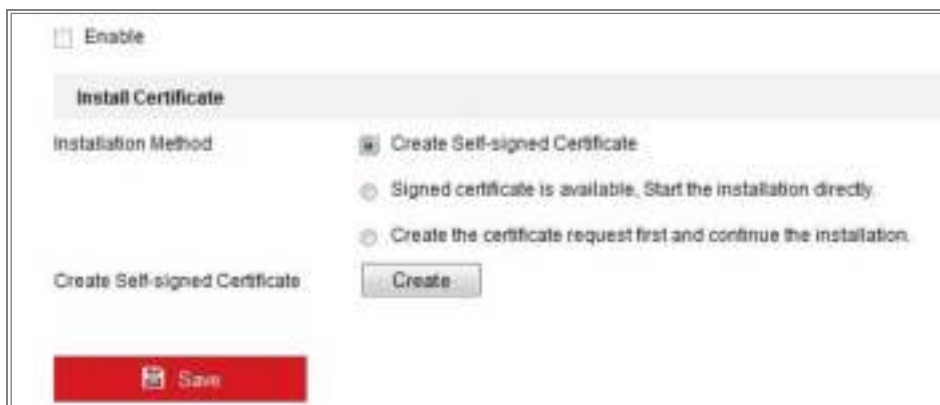 Enable
Install Certificate
Installation Method
Create Self-signed Certificate
Signed certificate is available, Start the installation directly.
Create the certificate request first and continue the installation.
Create Self-signed Certificate Create
Save